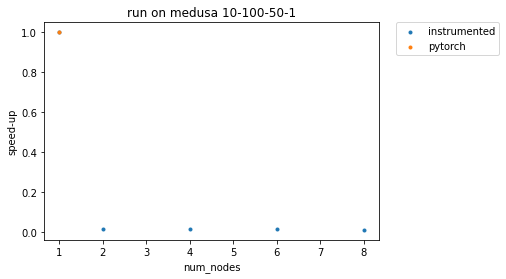 run on medusa 10-100-50-1
instrumented
pytorch
1.0
0.8
0.6
0.4
0.2
0.0
speed-up
1 2 3 4 5 6 7 8
num_nodes